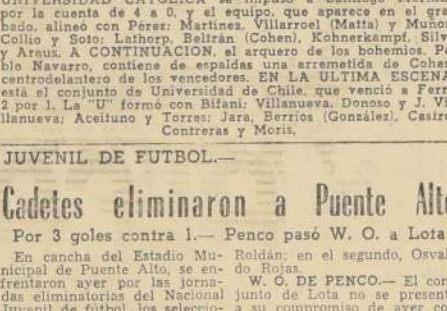 UNIVERSIDAD CATOLICA se impuso a
por la cuenta de 4 a 0, y el equipo, que aparece en el gra-
bado, alineó con Pérez; Martínez, Villarroel (Matta) y Muñoz
Collio y Soto; Lathrop, Beltrán (Cohen), Kohnerkampf, Silv
y Araus. A CONTINUACION, el arquero de los bohemios, P
blo Navarro, contiene de espaldas una arremetida de Cohe
centrodelantero de los vencedores. EN LA ULTIMA ESCEN
está el conjunto de Universidad de Chile, que venció a Ferr
2 por 1. La "U" formó con Bifani; Villanueva, Donoso y J. V
llanueva; Aceituno y Torres; Jara, Berríos (González), Castro
Contreras y Moris.
JUVENIL DE FUTBOL.—
Cadetes eliminaron a Puente Alto
Por 3 goles contra 1.— Penco pasó W. O. a Lota
En cancha del Estadio Mu-
nicipal de Puente Alto, se en-
frentaron ayer por las jorna-
das eliminatorias del Nacional
Juvenil de fútbol, los seleccio-
Roldán; en el segundo, Osval
do Rojas.
W. O. DE PENCO.— El con
junto de Lota no se present
a su compromiso de ayer co